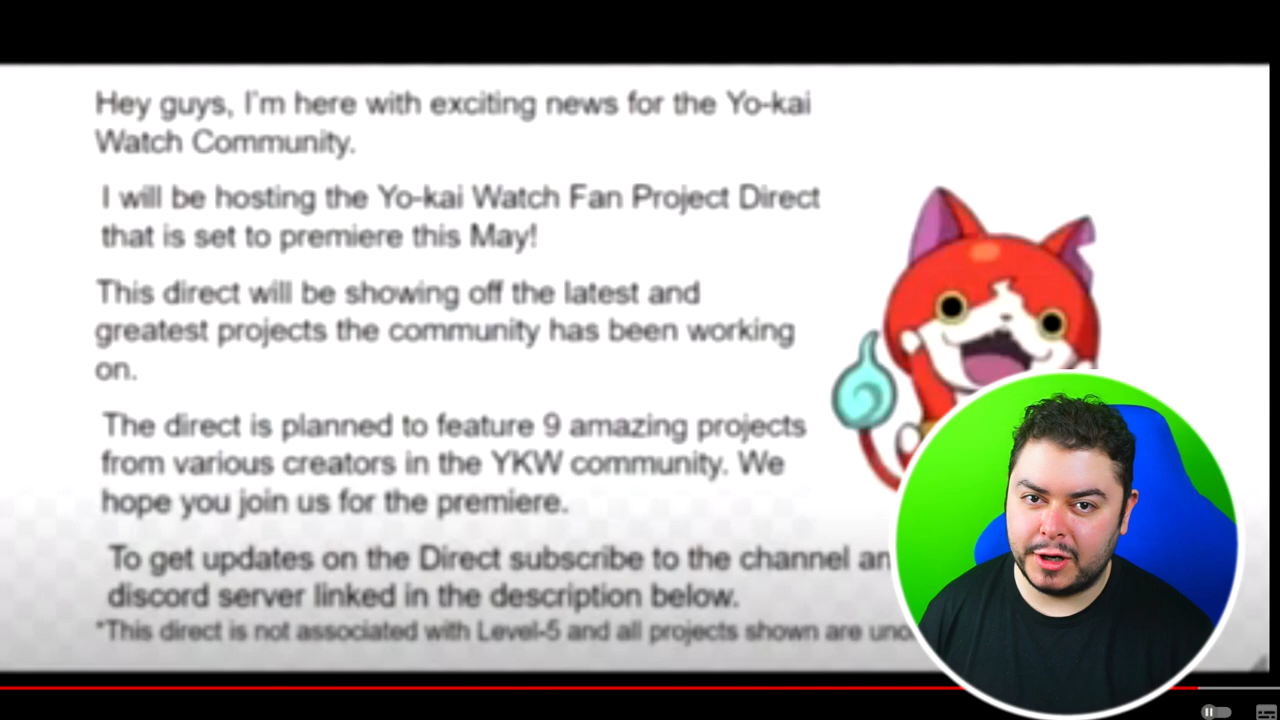 Hey guys, I'm here with exciting news for the Yo-kai
Watch Community.
I will be hosting the Yo-kai Watch Fan Project Direct
that is set to premiere this May!
This direct will be showing off the latest and
greatest projects the community has been working
on.
The direct is planned to feature 9 amazing projects
from various creators in the YKW community. We
hope you join us for the premiere.
To get updates on the Direct subscribe to the channel
discord server linked in the description below.
*This direct is not associated with Level-5 and all projects shown are